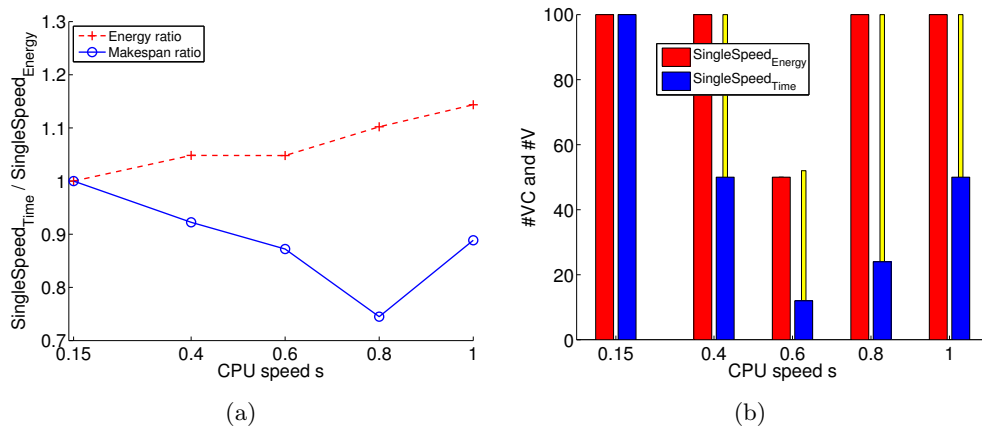 1.3
1.2
1.1
1
0.9
0.8
0.7
SingleSpeed_Time / SingleSpeed_Energy
Energy ratio
Makespan ratio
0.15 0.4 0.6 0.8 1
CPU speed s
(a)
100
80
60
40
20
0
#VC and #V
SingleSpeed_Energy
SingleSpeed_Time
0.15 0.4 0.6 0.8 1
CPU speed s
(b)